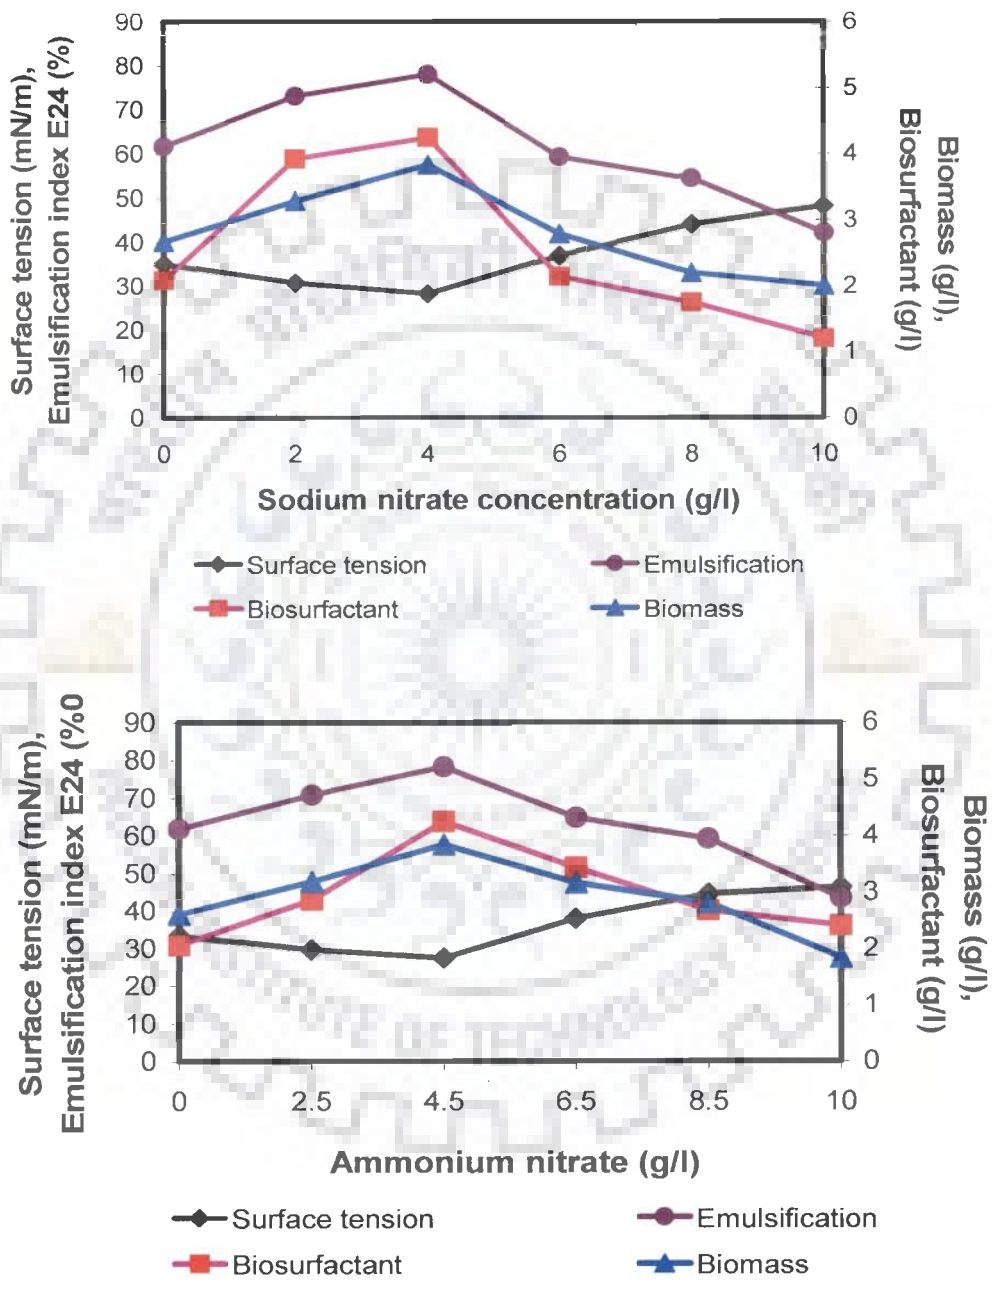 Surface tension (mN/m),
Emulsification index E24 (%)
90
80
70
60
50
40
30
20
10
0
6
5
4
3
2
1
0
Biomass (g/l),
Biosurfactant (g/l)
0 2 4 6 8 10
Sodium nitrate concentration (g/l)
Surface tension Emulsification
Biosurfactant Biomass
Surface tension (mN/m),
Emulsification index E24 (%0
90
80
70
60
50
40
30
20
10
0
6
5
4
3
2
1
0
Biomass (g/l),
Biosurfactant (g/l)
0 2.5 4.5 6.5 8.5 10
Ammonium nitrate (g/l)
Surface tension Emulsification
Biosurfactant Biomass